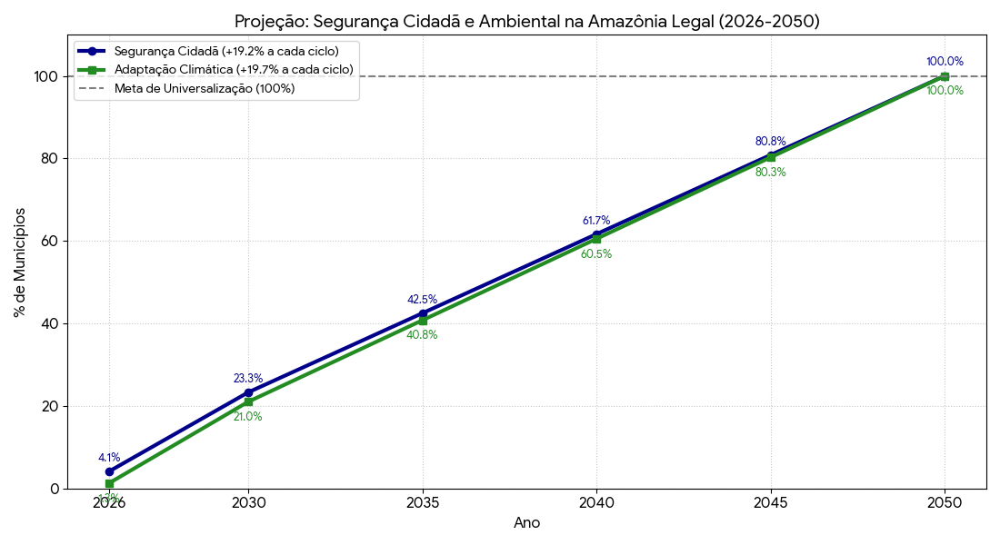 Projeção: Segurança Cidadã e Ambiental na Amazônia Legal (2026-2050)
Segurança Cidadã (+19.2% a cada ciclo)
Adaptação Climática (+19.7% a cada ciclo)
Meta de Universalização (100%)
% de Municípios
100
80
60
40
20
0
4.1%
23.3%
42.5%
61.7%
80.8%
100.0%
1.3%
21.0%
40.8%
60.5%
80.3%
100.0%
2026 2030 2035 2040 2045 2050
Ano